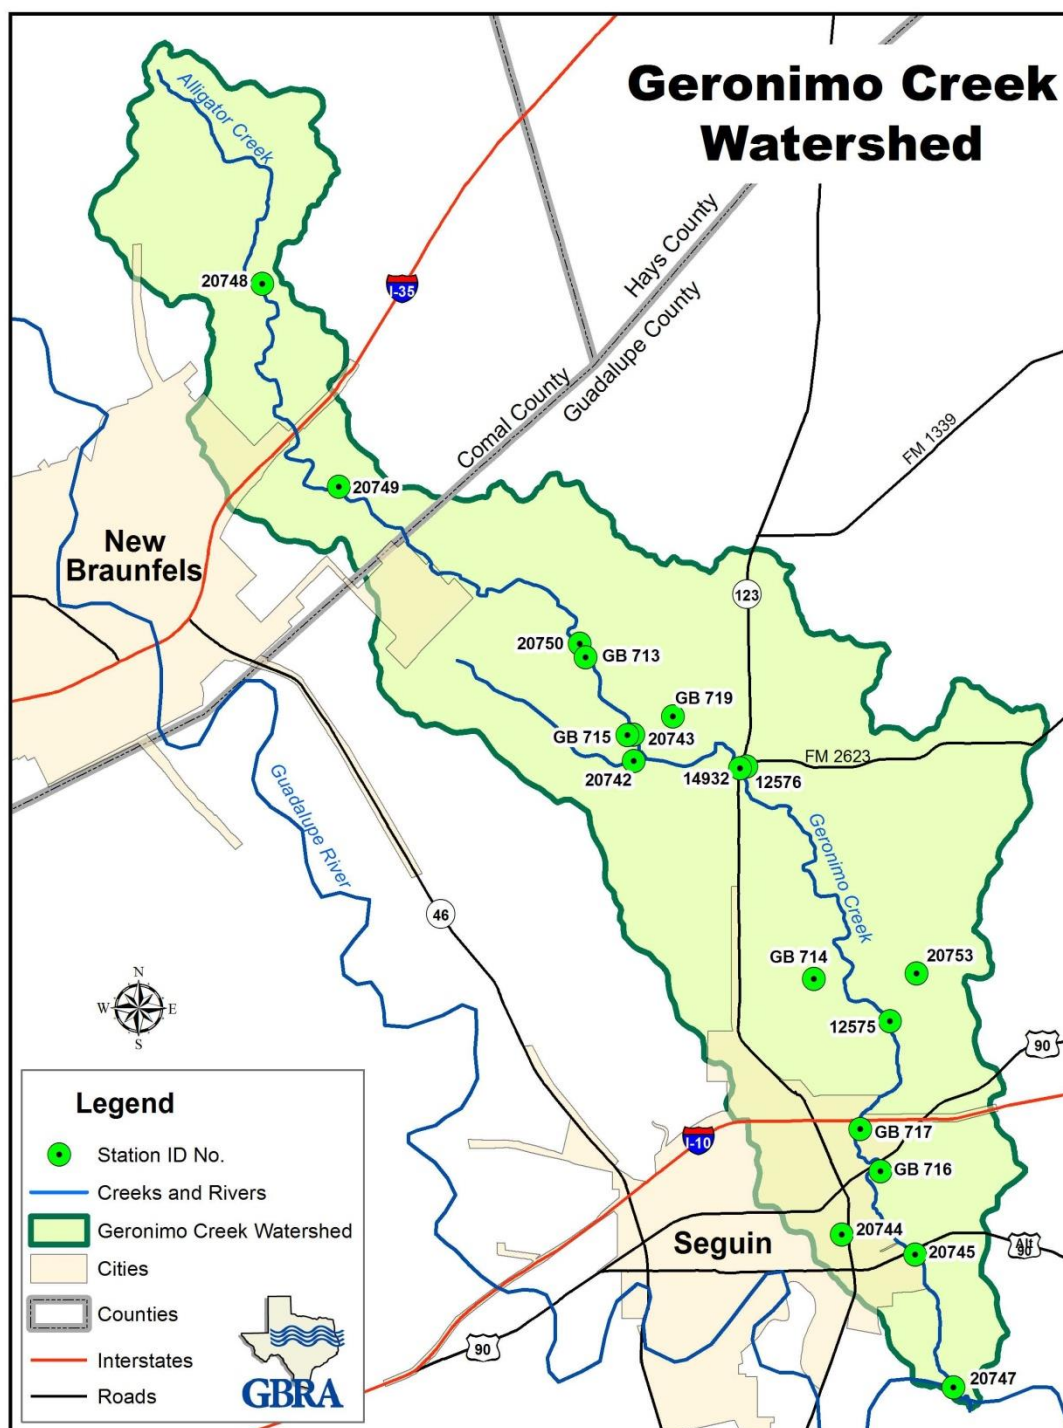 Geronimo Creek
Watershed
Alligator Creek
20748
I-35
Hays County
Guadalupe County
Comal County
FM 1339
20749
New
Braunfels
123
20750
GB 713
GB 719
GB 715
20743
20742
14932
12576
FM 2623
Guadalupe River
Geronimo Creek
46
GB 714
20753
12575
N
W
E
S
90
I-10
GB 717
GB 716
Seguin
20744
20745
Alt
90
90
20747
Legend
Station ID No.
Creeks and Rivers
Geronimo Creek Watershed
Cities
Counties
Interstates
Roads
GBRA